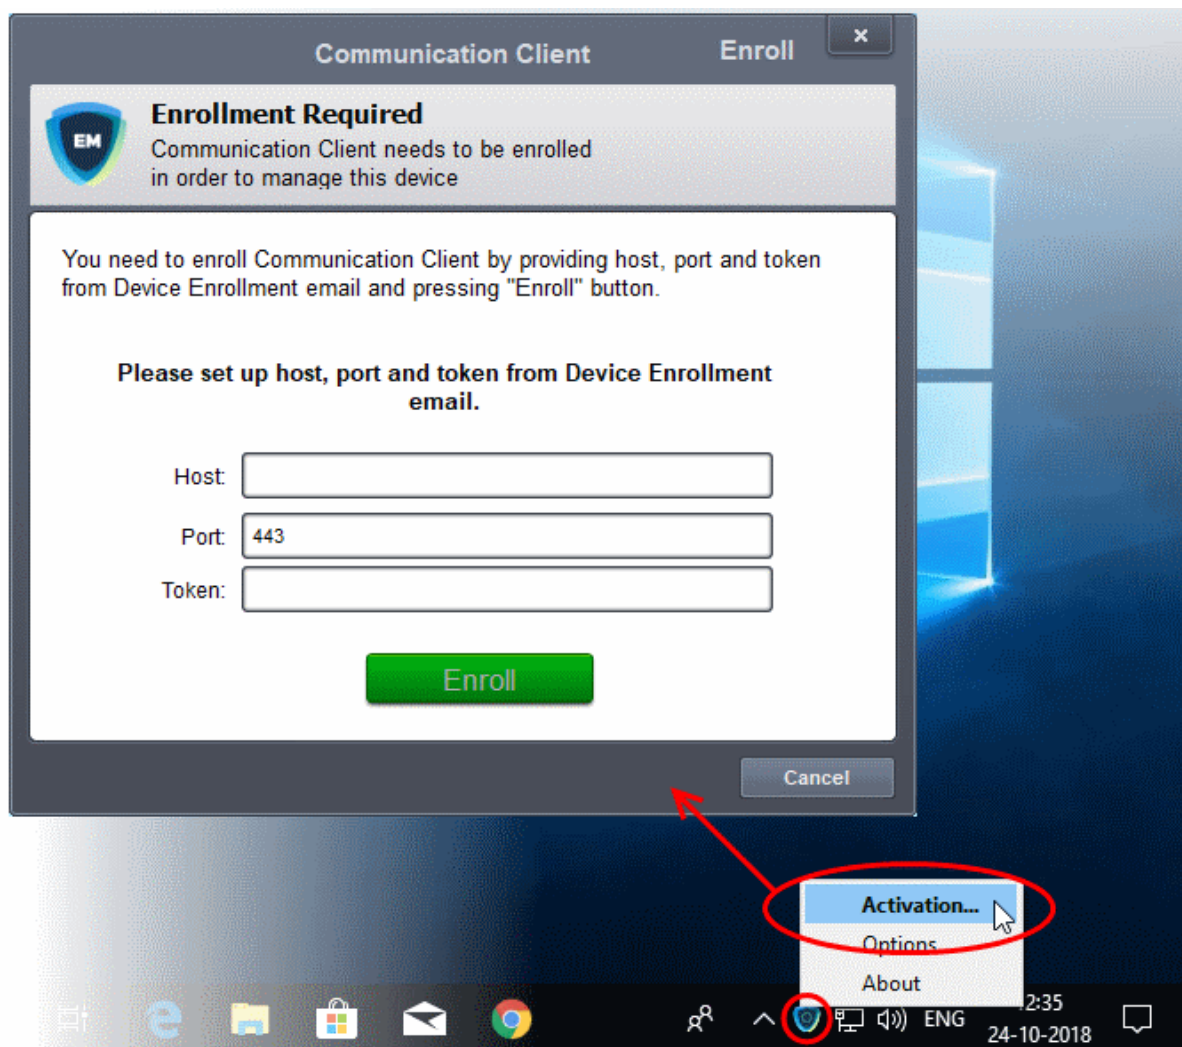 Communication Client
Enroll
×
EM
Enrollment Required
Communication Client needs to be enrolled
in order to manage this device
You need to enroll Communication Client by providing host, port and token
from Device Enrollment email and pressing "Enroll" button.
Please set up host, port and token from Device Enrollment
email.
Host:
Port: 443
Token:
Enroll
Cancel
Activation...
Options
About
ENG
2:35
24-10-2018